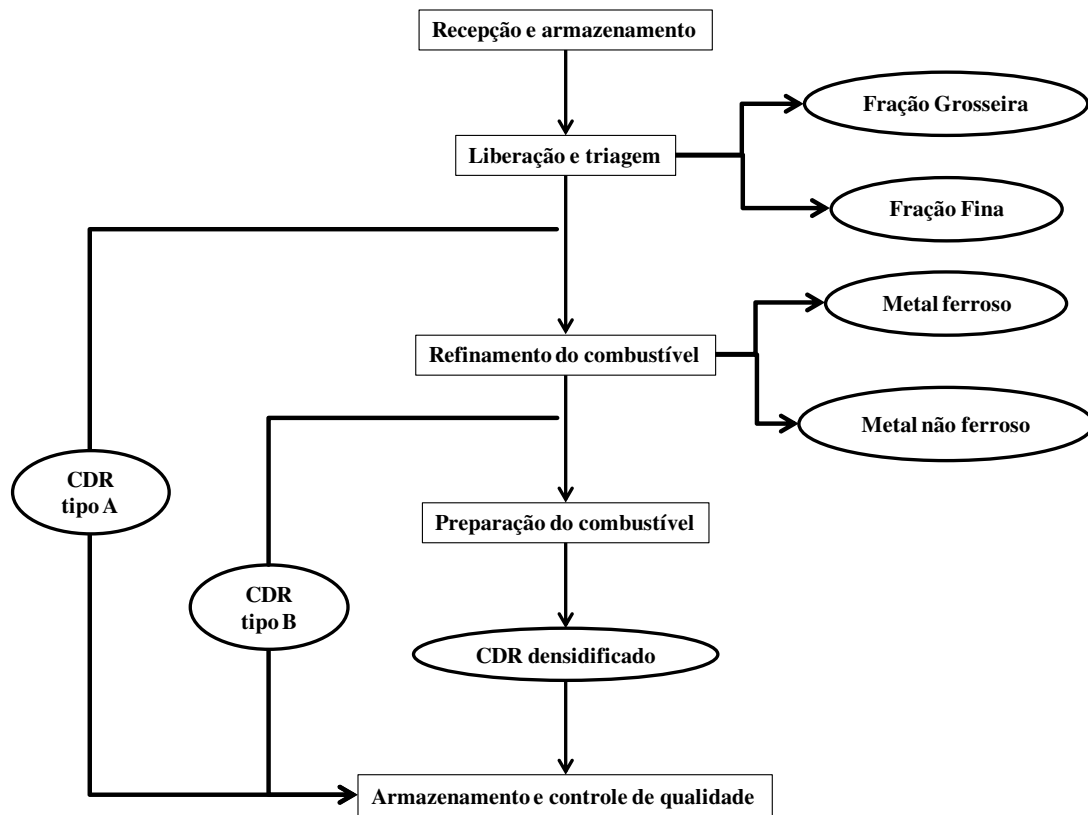 Recepção e armazenamento
Fração Grosseira
Liberação e triagem
Fração Fina
Metal ferroso
Refinamento do combustível
Metal não ferroso
CDR
tipo A
Preparação do combustível
CDR
tipo B
CDR densidificado
Armazenamento e controle de qualidade